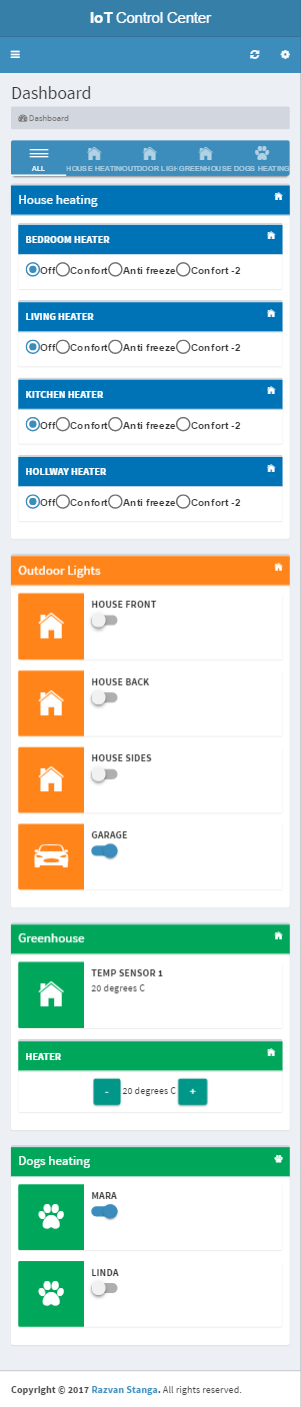 IoT Control Center
Dashboard
Dashboard
ALL HOUSE HEATIN OUTDOOR LIGH GREENHOUSE DOGS HEATING
House heating
BEDROOM HEATER
Off Confort Anti freeze Confort -2
LIVING HEATER
Off Confort Anti freeze Confort -2
KITCHEN HEATER
Off Confort Anti freeze Confort -2
HOLLWAY HEATER
Off Confort Anti freeze Confort -2
Outdoor Lights
HOUSE FRONT
HOUSE BACK
HOUSE SIDES
GARAGE
Greenhouse
TEMP SENSOR 1
20 degrees C
HEATER
- 20 degrees C +
Dogs heating
MARA
LINDA
Copyright © 2017 Razvan Stanga. All rights reserved.